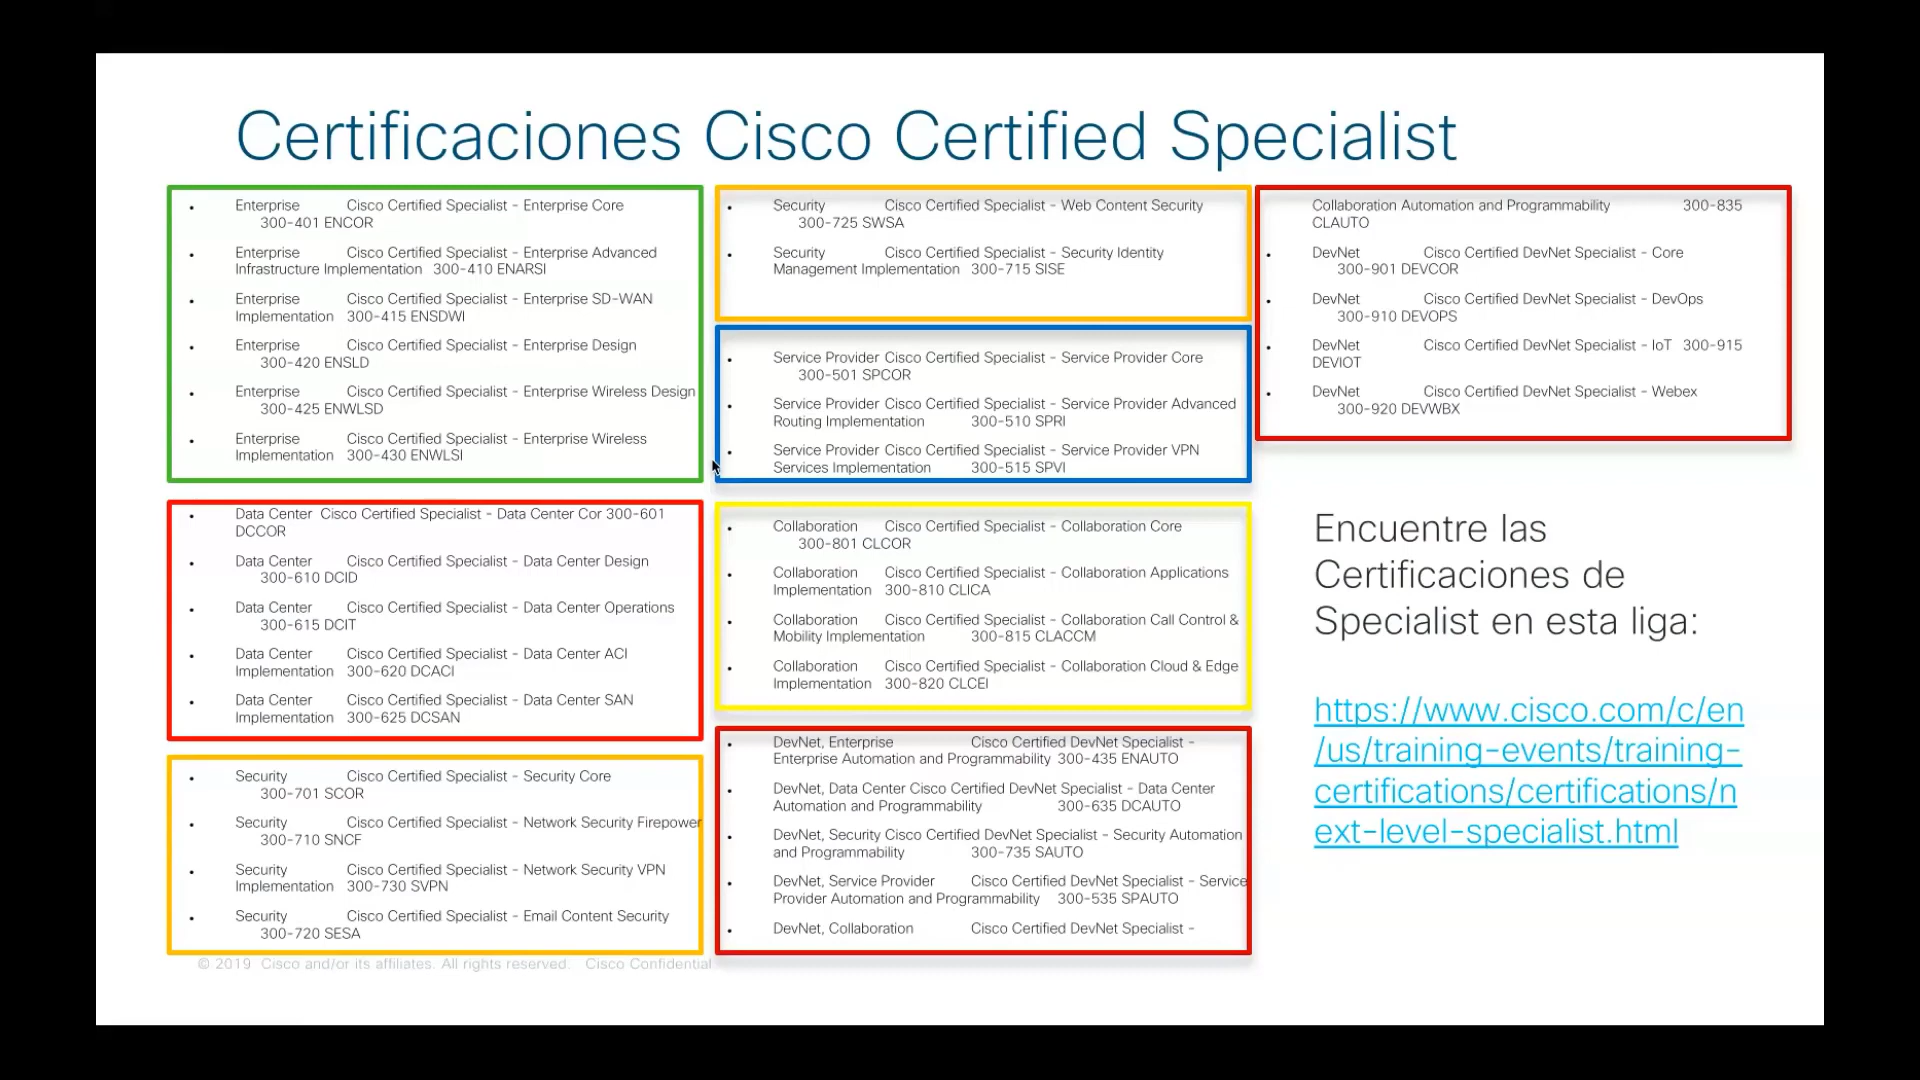 Certificaciones Cisco Certified Specialist
• Enterprise Cisco Certified Specialist - Enterprise Core
300-401 ENCOR
• Enterprise Cisco Certified Specialist - Enterprise Advanced
Infrastructure Implementation 300-410 ENARSI
• Enterprise Cisco Certified Specialist - Enterprise SD-WAN
Implementation 300-415 ENSDWI
• Enterprise Cisco Certified Specialist - Enterprise Design
300-420 ENSLD
• Enterprise Cisco Certified Specialist - Enterprise Wireless Design
300-425 ENWLSD
• Enterprise Cisco Certified Specialist - Enterprise Wireless
Implementation 300-430 ENWLSI
• Data Center Cisco Certified Specialist - Data Center Cor 300-601
DCCOR
• Data Center Cisco Certified Specialist - Data Center Design
300-610 DCID
• Data Center Cisco Certified Specialist - Data Center Operations
300-615 DCIT
• Data Center Cisco Certified Specialist - Data Center ACI
Implementation 300-620 DCACI
• Data Center Cisco Certified Specialist - Data Center SAN
Implementation 300-625 DCSAN
• Security Cisco Certified Specialist - Security Core
300-701 SCOR
• Security Cisco Certified Specialist - Network Security Firepower
300-710 SNCF
• Security Cisco Certified Specialist - Network Security VPN
Implementation 300-730 SVPN
• Security Cisco Certified Specialist - Email Content Security
300-720 SESA
• Security Cisco Certified Specialist - Web Content Security
300-725 SWSA
• Security Cisco Certified Specialist - Security Identity
Management Implementation 300-715 SISE
• Service Provider Cisco Certified Specialist - Service Provider Core
300-501 SPCOR
• Service Provider Cisco Certified Specialist - Service Provider Advanced
Routing Implementation 300-510 SPRI
• Service Provider Cisco Certified Specialist - Service Provider VPN
Services Implementation 300-515 SPVI
• Collaboration Cisco Certified Specialist - Collaboration Core
300-801 CLCOR
• Collaboration Cisco Certified Specialist - Collaboration Applications
Implementation 300-810 CLICA
• Collaboration Cisco Certified Specialist - Collaboration Call Control &
Mobility Implementation 300-815 CLACCM
• Collaboration Cisco Certified Specialist - Collaboration Cloud & Edge
Implementation 300-820 CLCEI
• DevNet, Enterprise Cisco Certified DevNet Specialist -
Enterprise Automation and Programmability 300-435 ENAUTO
• DevNet, Data Center Cisco Certified DevNet Specialist - Data Center
Automation and Programmability 300-635 DCAUTO
• DevNet, Security Cisco Certified DevNet Specialist - Security Automation
and Programmability 300-735 SAUTO
• DevNet, Service Provider Cisco Certified DevNet Specialist - Service
Provider Automation and Programmability 300-535 SPAUTO
• DevNet, Collaboration Cisco Certified DevNet Specialist -
Collaboration Automation and Programmability 300-835
CLAUTO
• DevNet Cisco Certified DevNet Specialist - Core
300-901 DEVCOR
• DevNet Cisco Certified DevNet Specialist - DevOps
300-910 DEVOPS
• DevNet Cisco Certified DevNet Specialist - IoT 300-915
DEVIOT
• DevNet Cisco Certified DevNet Specialist - Webex
300-920 DEVWBX
Encuentre las
Certificaciones de
Specialist en esta liga:
https://www.cisco.com/c/en
/us/training-events/training-
certifications/certifications/n
ext-level-specialist.html
© 2019 Cisco and/or its affiliates. All rights reserved. Cisco Confidential